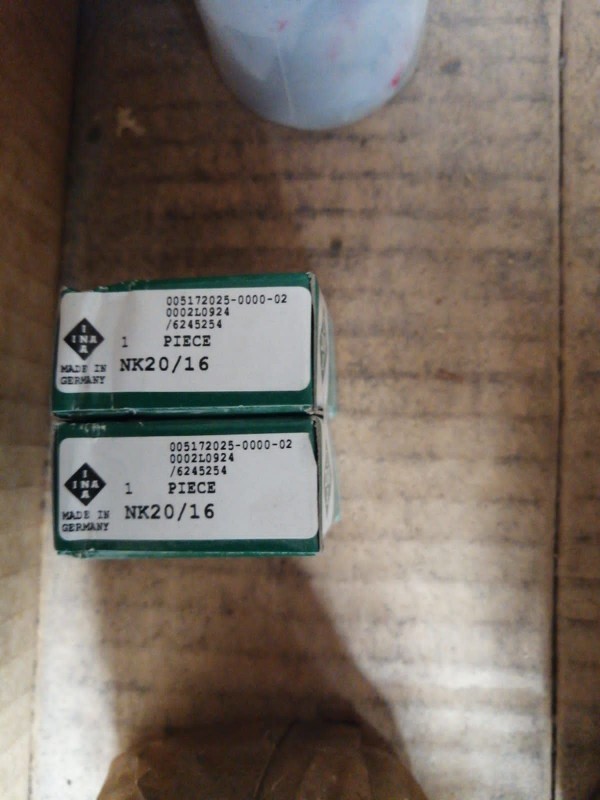 005172025-0000-02
0002L0924
/6245254
I
INA
A
1 PIECE
MADE IN
GERMANY
NK20/16
005172025-0000-02
0002L0924
/6245254
I
INA
A
1 PIECE
MADE IN
GERMANY
NK20/16